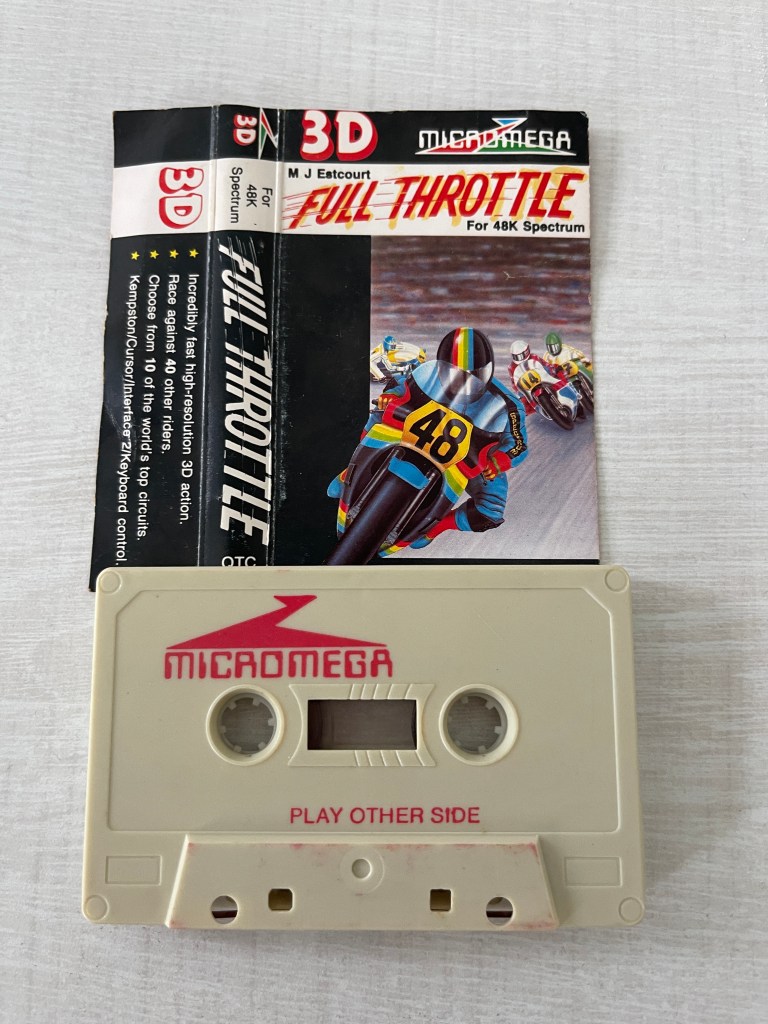 3D
MICROMEGA
M J Estcourt
FULL THROTTLE
For 48K Spectrum
48
14
3D
For
48K
Spectrum
FULL THROTTLE
3D
★ Incredibly fast high-resolution 3D action.
★ Race against 40 other riders.
★ Choose from 10 of the world's top circuits.
★ Kempston/Cursor/Interface 2/Keyboard control.
MICROMEGA
PLAY OTHER SIDE